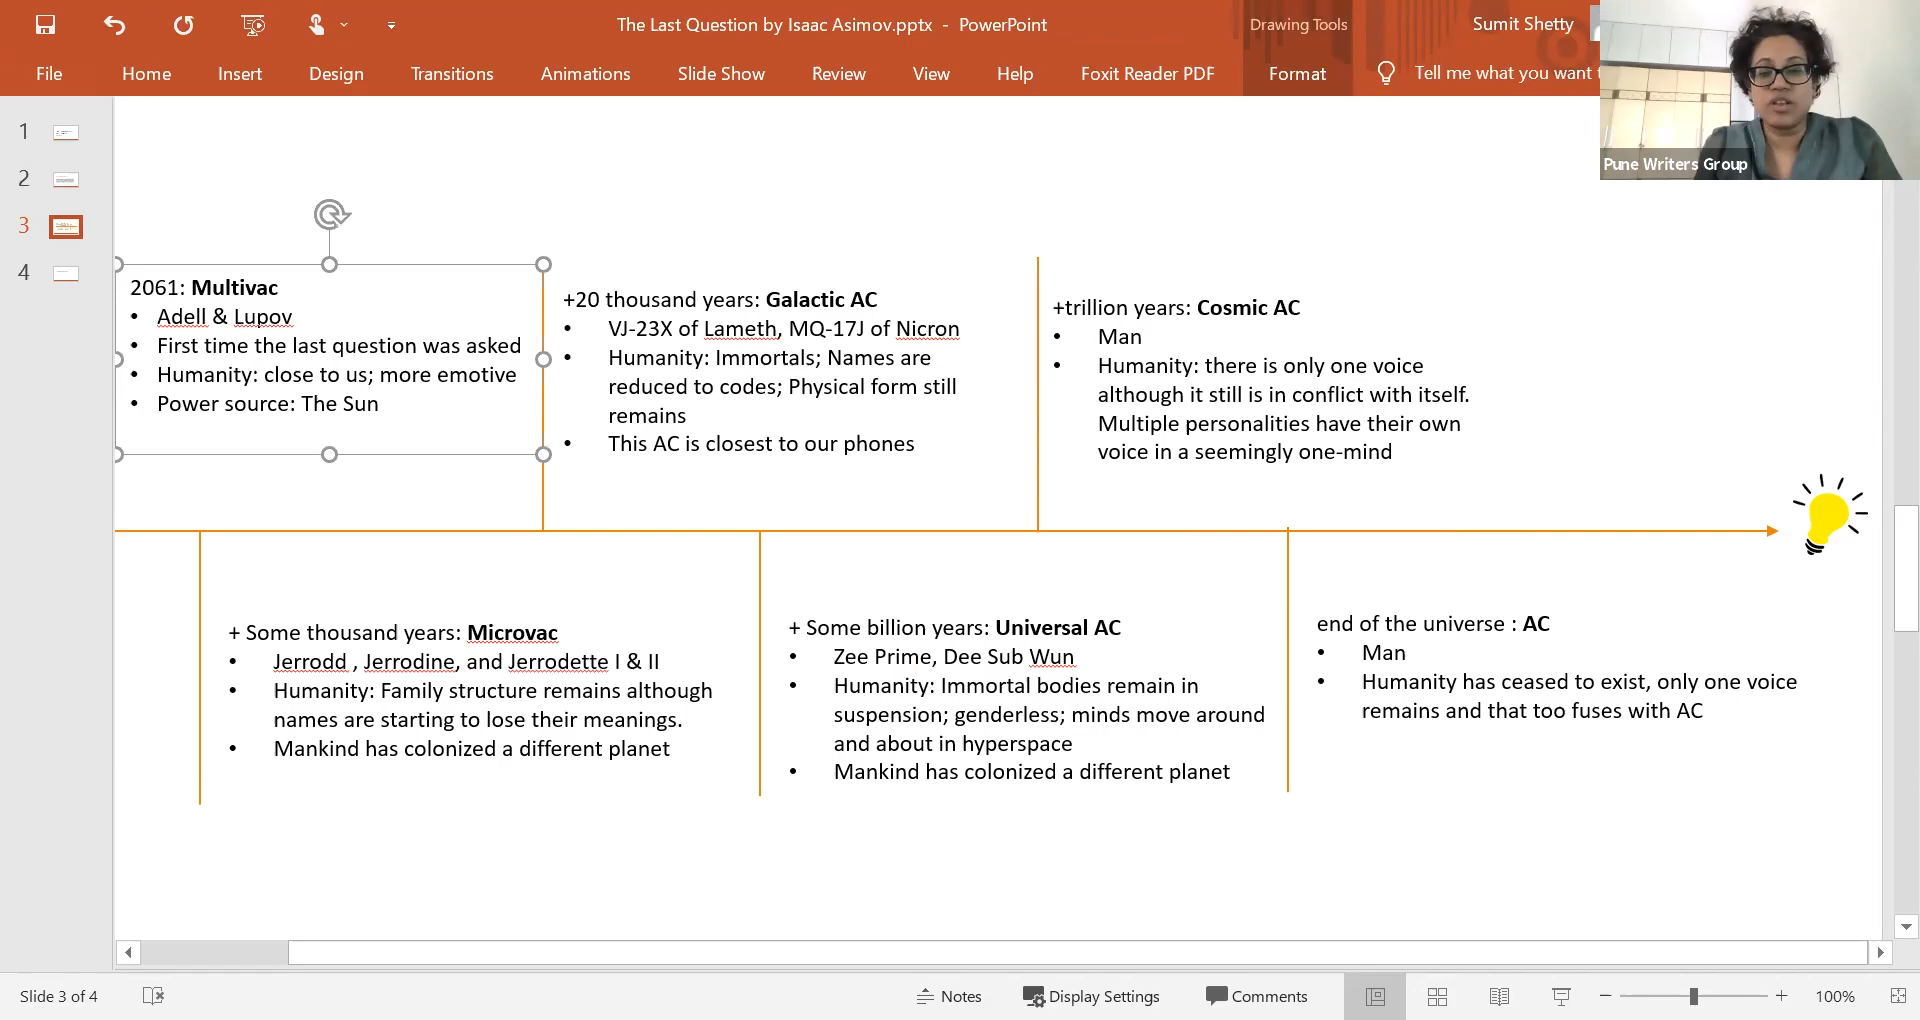 The Last Question by Isaac Asimov.pptx - PowerPoint
Drawing Tools
Sumit Shetty
File
Home
Insert
Design
Transitions
Animations
Slide Show
Review
View
Help
Foxit Reader PDF
Format
Tell me what you want
Pune Writers Group
1
2
3
4
2061: Multivac
• Adell & Lupov
• First time the last question was asked
• Humanity: close to us; more emotive
• Power source: The Sun
+20 thousand years: Galactic AC
• VJ-23X of Lameth, MQ-17J of Nicron
• Humanity: Immortals; Names are
reduced to codes; Physical form still
remains
• This AC is closest to our phones
+trillion years: Cosmic AC
• Man
• Humanity: there is only one voice
although it still is in conflict with itself.
Multiple personalities have their own
voice in a seemingly one-mind
+ Some thousand years: Microvac
• Jerrodd , Jerrodine, and Jerrodette I & II
• Humanity: Family structure remains although
names are starting to lose their meanings.
• Mankind has colonized a different planet
+ Some billion years: Universal AC
• Zee Prime, Dee Sub Wun
• Humanity: Immortal bodies remain in
suspension; genderless; minds move around
and about in hyperspace
• Mankind has colonized a different planet
end of the universe : AC
• Man
• Humanity has ceased to exist, only one voice
remains and that too fuses with AC
Slide 3 of 4
Notes
Display Settings
Comments
100%